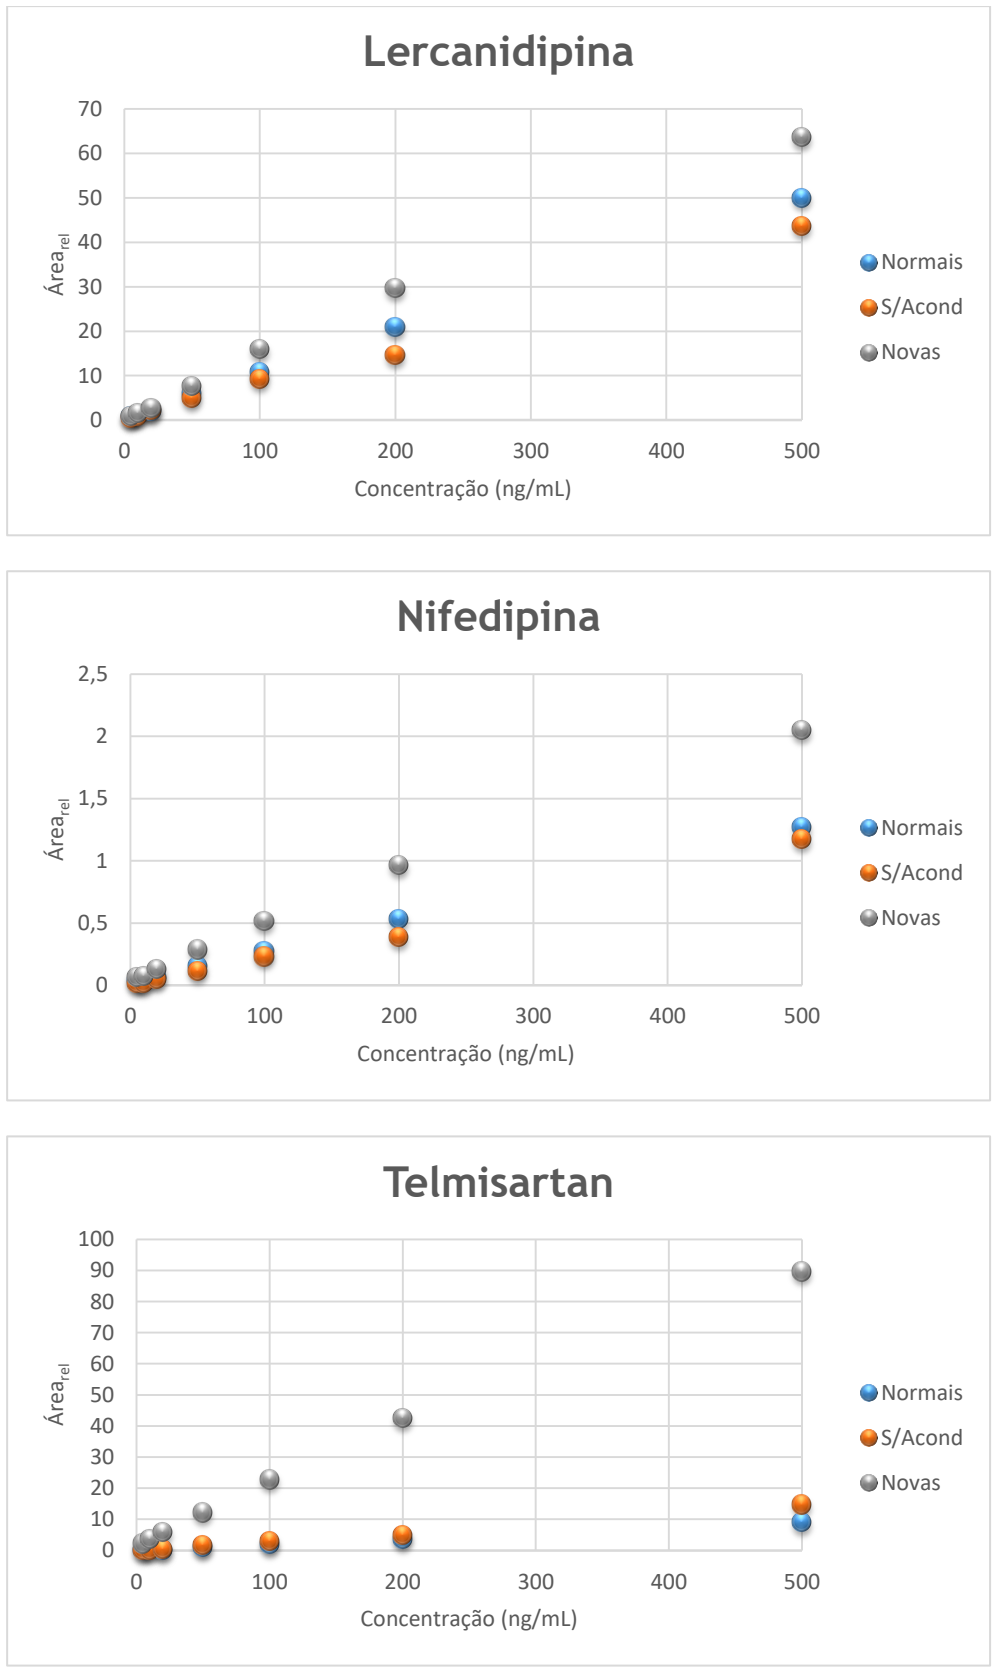 Lercanidipina
70
60
50
40
30
20
10
0
Área_rel
0 100 200 300 400 500
Concentração (ng/mL)
Normais
S/Acond
Novas
Nifedipina
2,5
2
1,5
1
0,5
0
Área_rel
0 100 200 300 400 500
Concentração (ng/mL)
Normais
S/Acond
Novas
Telmisartan
100
90
80
70
60
50
40
30
20
10
0
Área_rel
0 100 200 300 400 500
Concentração (ng/mL)
Normais
S/Acond
Novas